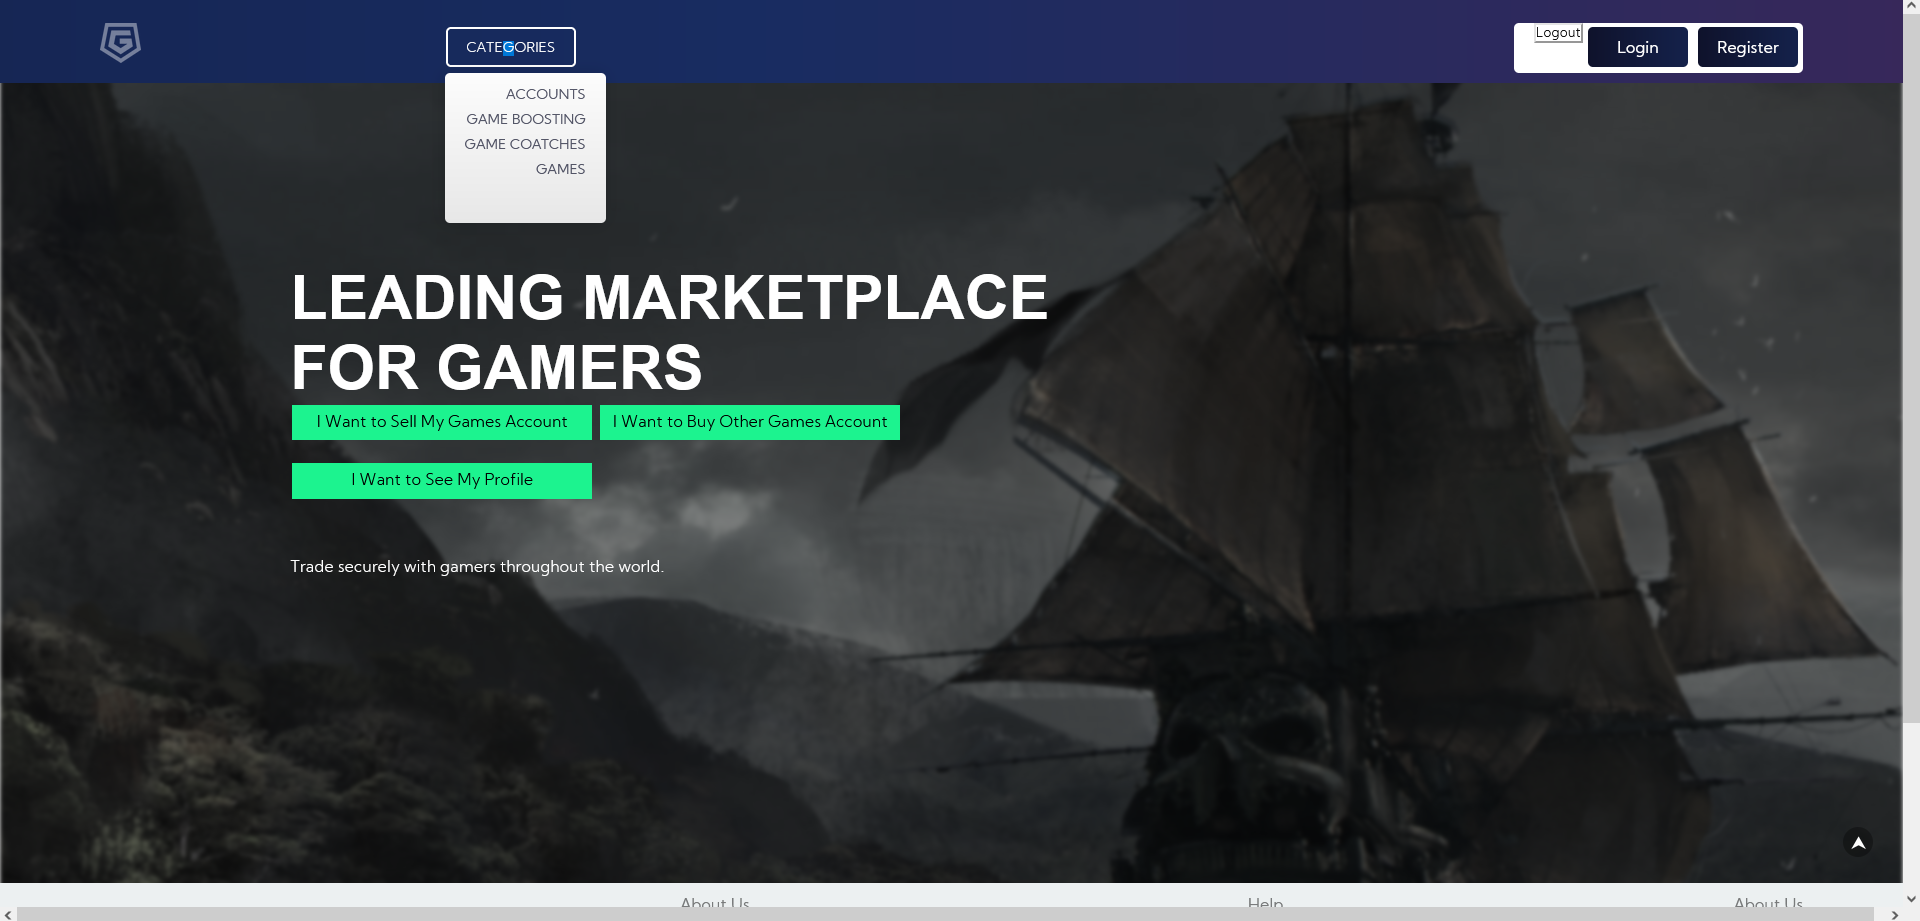 CATEGORIES
Logout
Login
Register
ACCOUNTS
GAME BOOSTING
GAME COATCHES
GAMES
LEADING MARKETPLACE
FOR GAMERS
I Want to Sell My Games Account
I Want to Buy Other Games Account
I Want to See My Profile
Trade securely with gamers throughout the world.
About Us
Help
About Us